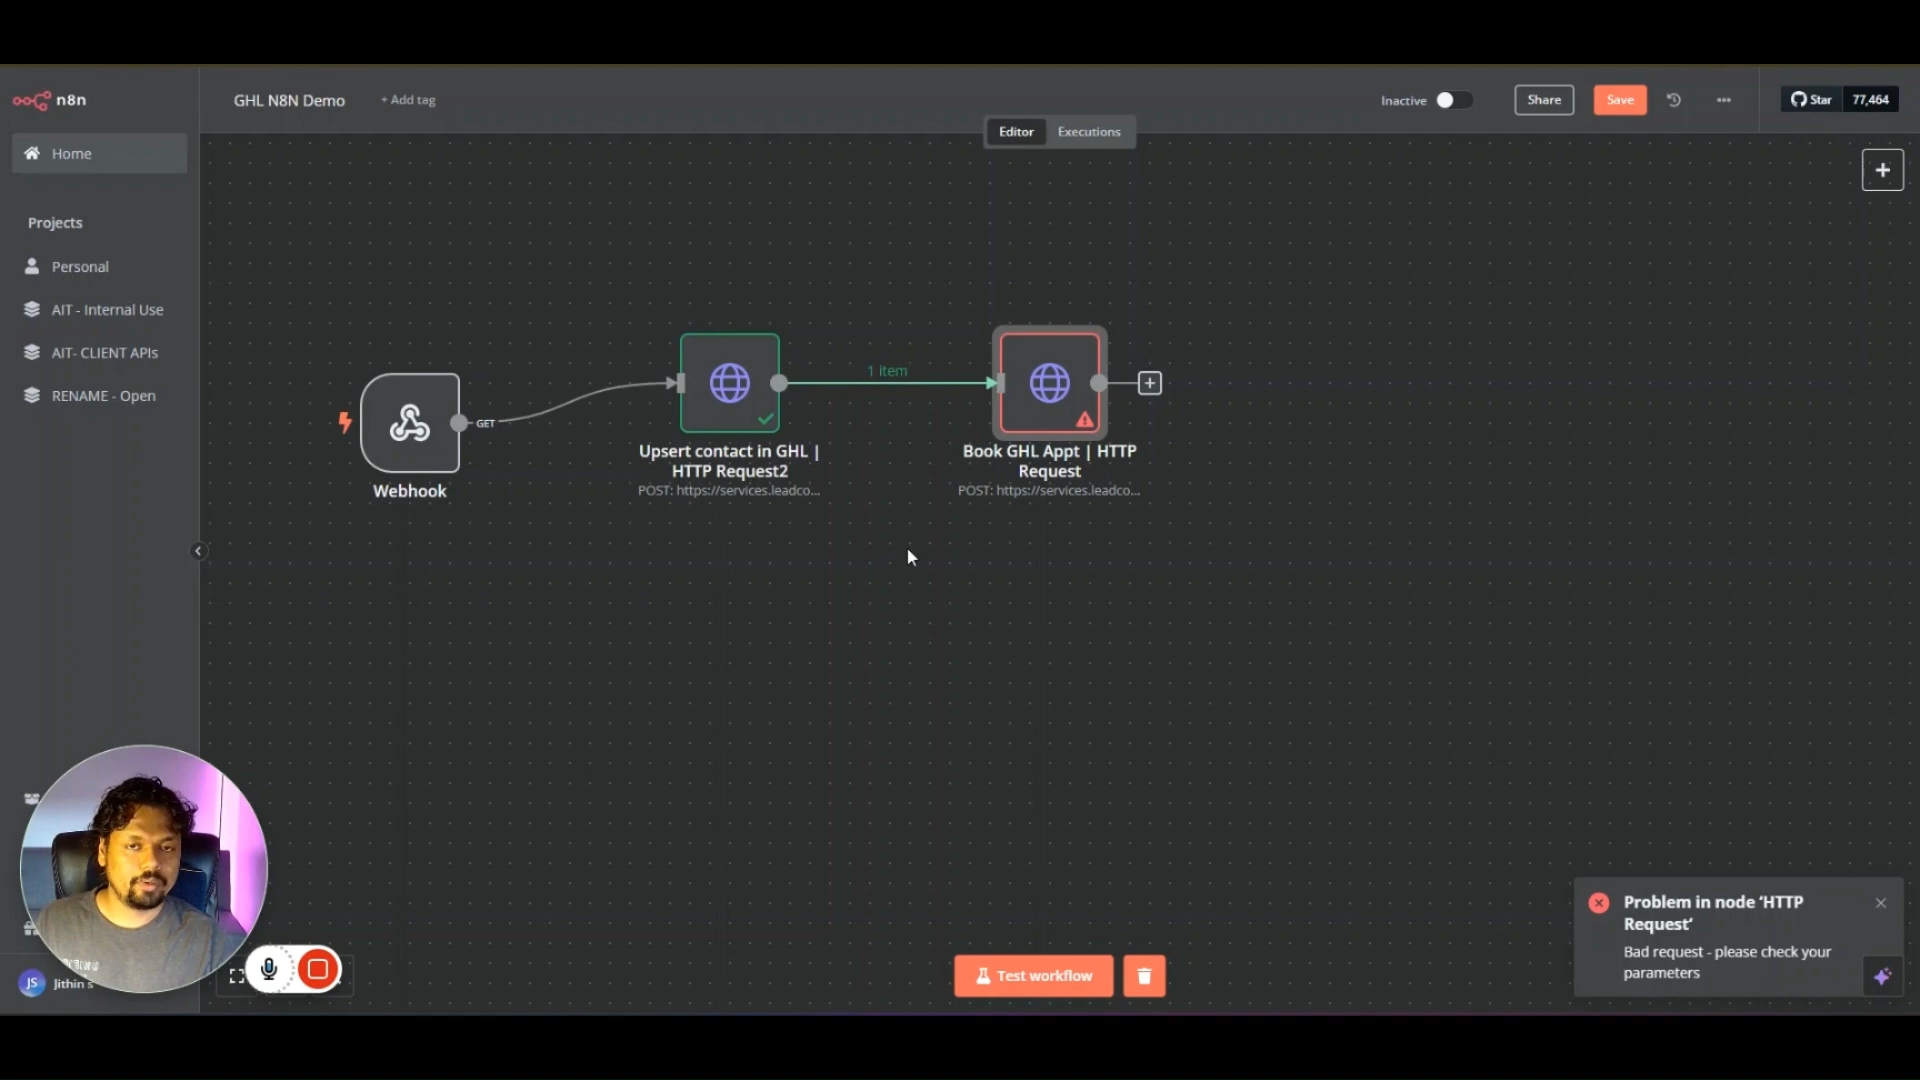 n8n
GHL N8N Demo
+ Add tag
Inactive
Share
Save
Star
77,464
Editor
Executions
Home
Projects
Personal
AIT - Internal Use
AIT- CLIENT APIs
RENAME - Open
GET
1 item
Webhook
Upsert contact in GHL |
HTTP Request2
POST: https://services.leadco...
Book GHL Appt | HTTP
Request
POST: https://services.leadco...
Problem in node ‘HTTP
Request‘
Bad request - please check your
parameters
Test workflow
JS
Jithin s